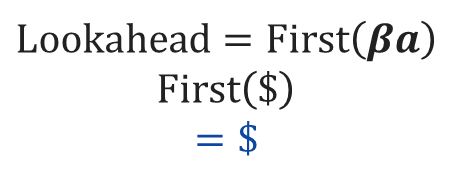 Lookahead = First(βa)
First($)
= $